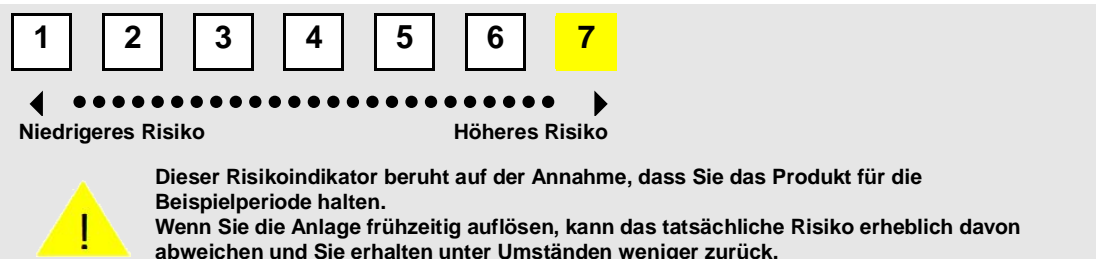 1 2 3 4 5 6 7
Niedrigeres Risiko Höheres Risiko
Dieser Risikoindikator beruht auf der Annahme, dass Sie das Produkt für die
Beispielperiode halten.
! Wenn Sie die Anlage frühzeitig auflösen, kann das tatsächliche Risiko erheblich davon
abweichen und Sie erhalten unter Umständen weniger zurück.